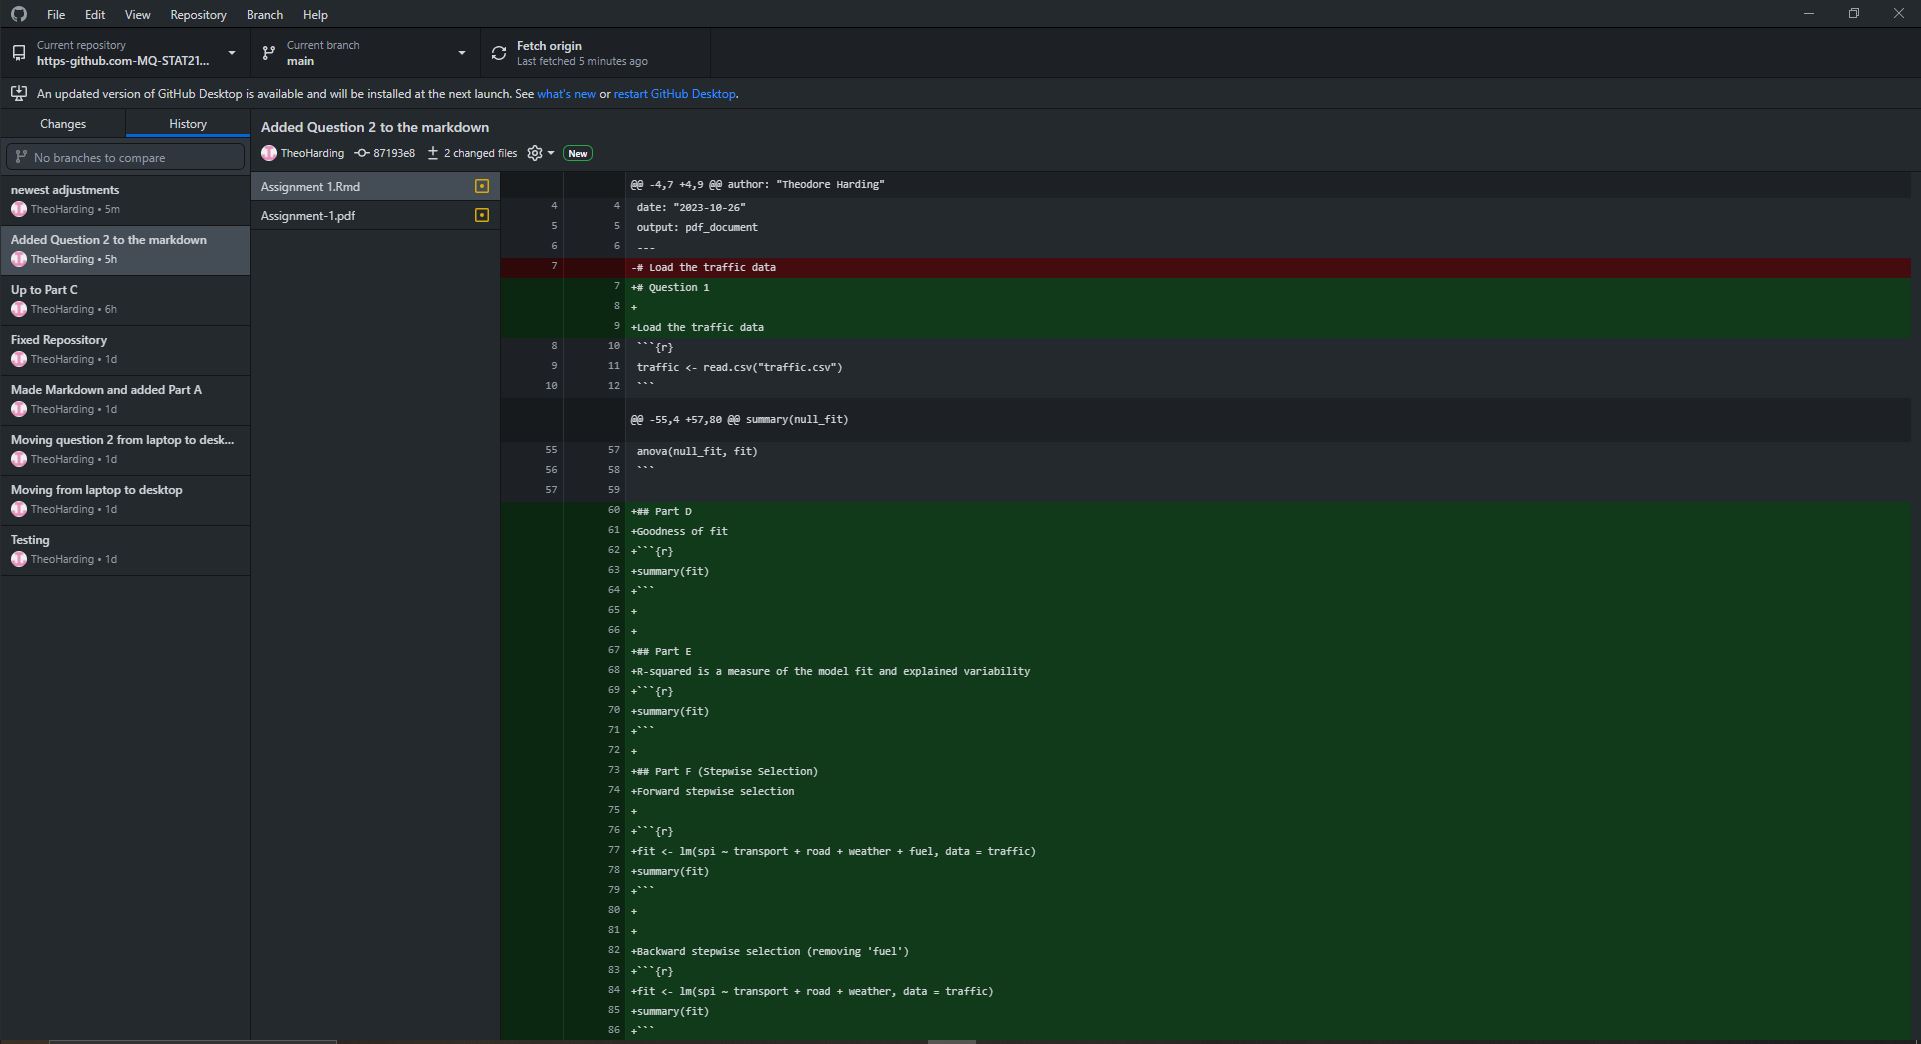 File Edit View Repository Branch Help
Current repository
https-github.com-MQ-STAT21...
Current branch
main
Fetch origin
Last fetched 5 minutes ago
An updated version of GitHub Desktop is available and will be installed at the next launch. See what's new or restart GitHub Desktop.
Changes
History
No branches to compare
newest adjustments
TheoHarding • 5m
Added Question 2 to the markdown
TheoHarding • 5h
Up to Part C
TheoHarding • 6h
Fixed Repossitory
TheoHarding • 1d
Made Markdown and added Part A
TheoHarding • 1d
Moving question 2 from laptop to desk...
TheoHarding • 1d
Moving from laptop to desktop
TheoHarding • 1d
Testing
TheoHarding • 1d
Added Question 2 to the markdown
TheoHarding 87193e8 2 changed files New
Assignment 1.Rmd
Assignment-1.pdf
@@ -4,7 +4,9 @@ author: "Theodore Harding"
4 4 date: "2023-10-26"
5 5 output: pdf_document
6 6 ---
7 -# Load the traffic data
7 +# Question 1
8 +
9 +Load the traffic data
8 10 ```{r}
9 11 traffic <- read.csv("traffic.csv")
10 12 ```
@@ -55,4 +57,80 @@ summary(null_fit)
55 57 anova(null_fit, fit)
56 58 ```
57 59
60 +## Part D
61 +Goodness of fit
62 +```{r}
63 +summary(fit)
64 +```
65 +
66 +
67 +## Part E
68 +R-squared is a measure of the model fit and explained variability
69 +```{r}
70 +summary(fit)
71 +```
72 +
73 +## Part F (Stepwise Selection)
74 +Forward stepwise selection
75 +
76 +```{r}
77 +fit <- lm(spi ~ transport + road + weather + fuel, data = traffic)
78 +summary(fit)
79 +```
80 +
81 +
82 +Backward stepwise selection (removing 'fuel')
83 +```{r}
84 +fit <- lm(spi ~ transport + road + weather, data = traffic)
85 +summary(fit)
86 +```